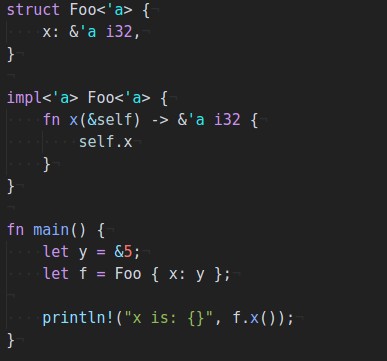 struct Foo<'a> {
    x: &'a i32,
}

impl<'a> Foo<'a> {
    fn x(&self) -> &'a i32 {
        self.x
    }
}

fn main() {
    let y = &5;
    let f = Foo { x: y };

    println!("x is: {}", f.x());
}